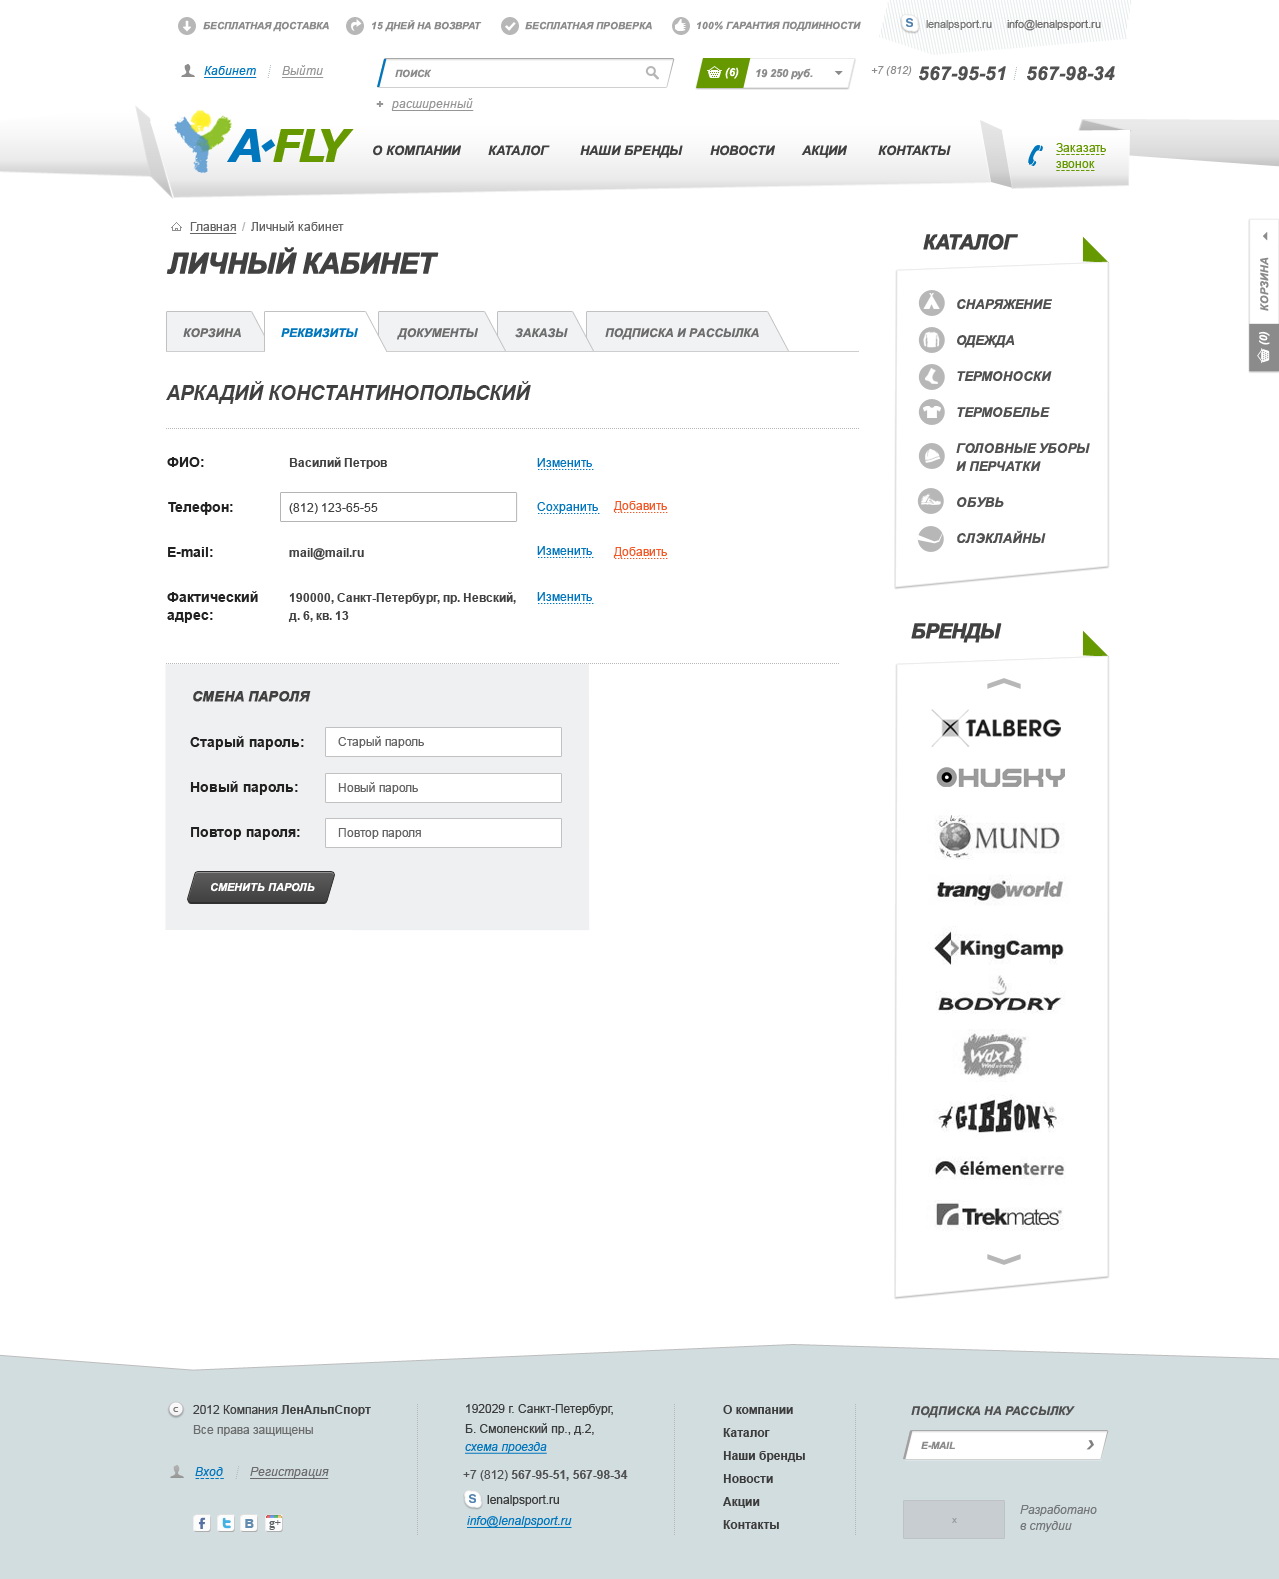 БЕСПЛАТНАЯ ДОСТАВКА
15 ДНЕЙ НА ВОЗВРАТ
БЕСПЛАТНАЯ ПРОВЕРКА
100% ГАРАНТИЯ ПОДЛИННОСТИ
S lenalpsport.ru
info@lenalpsport.ru
Кабинет
Выйти
ПОИСК
+ расширенный
(6)
19 250 руб.
+7 (812) 567-95-51
567-98-34
A·FLY
О КОМПАНИИ
КАТАЛОГ
НАШИ БРЕНДЫ
НОВОСТИ
АКЦИИ
КОНТАКТЫ
Заказать
звонок
Главная / Личный кабинет
ЛИЧНЫЙ КАБИНЕТ
КОРЗИНА
РЕКВИЗИТЫ
ДОКУМЕНТЫ
ЗАКАЗЫ
ПОДПИСКА И РАССЫЛКА
АРКАДИЙ КОНСТАНТИНОПОЛЬСКИЙ
ФИО: Василий Петров Изменить
Телефон: (812) 123-65-55 Сохранить Добавить
E-mail: mail@mail.ru Изменить Добавить
Фактический 190000, Санкт-Петербург, пр. Невский, Изменить
адрес: д. 6, кв. 13
СМЕНА ПАРОЛЯ
Старый пароль: Старый пароль
Новый пароль: Новый пароль
Повтор пароля: Повтор пароля
СМЕНИТЬ ПАРОЛЬ
КАТАЛОГ
СНАРЯЖЕНИЕ
ОДЕЖДА
ТЕРМОНОСКИ
ТЕРМОБЕЛЬЕ
ГОЛОВНЫЕ УБОРЫ
И ПЕРЧАТКИ
ОБУВЬ
СЛЭКЛАЙНЫ
КОРЗИНА
(0)
БРЕНДЫ
TALBERG
HUSKY
MUND
trangoworld
KingCamp
BODYDRY
Wdx
GIBBON
élémenterre
Trekmates
c 2012 Компания ЛенАльпСпорт
Все права защищены
Вход
Регистрация
f t B g+
192029 г. Санкт-Петербург,
Б. Смоленский пр., д.2,
схема проезда
+7 (812) 567-95-51, 567-98-34
S lenalpsport.ru
info@lenalpsport.ru
О компании
Каталог
Наши бренды
Новости
Акции
Контакты
ПОДПИСКА НА РАССЫЛКУ
E-MAIL
x
Разработано
в студии